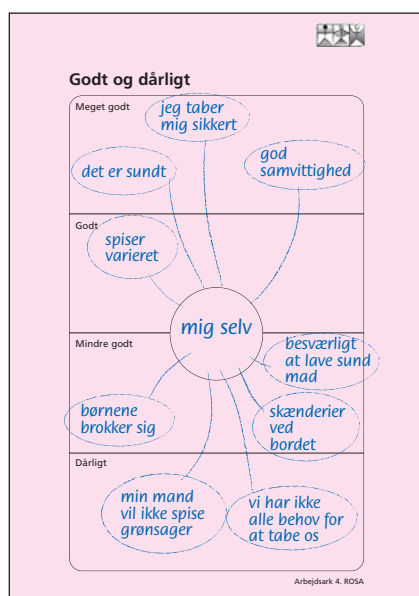 Godt og dårligt
Meget godt
jeg taber
mig sikkert
det er sundt
god
samvittighed
Godt
spiser
varieret
mig selv
Mindre godt
besværligt
at lave sund
mad
børnene
brokker sig
skænderier
ved
bordet
Dårligt
min mand
vil ikke spise
grønsager
vi har ikke
alle behov for
at tabe os
Arbejdsark 4. ROSA